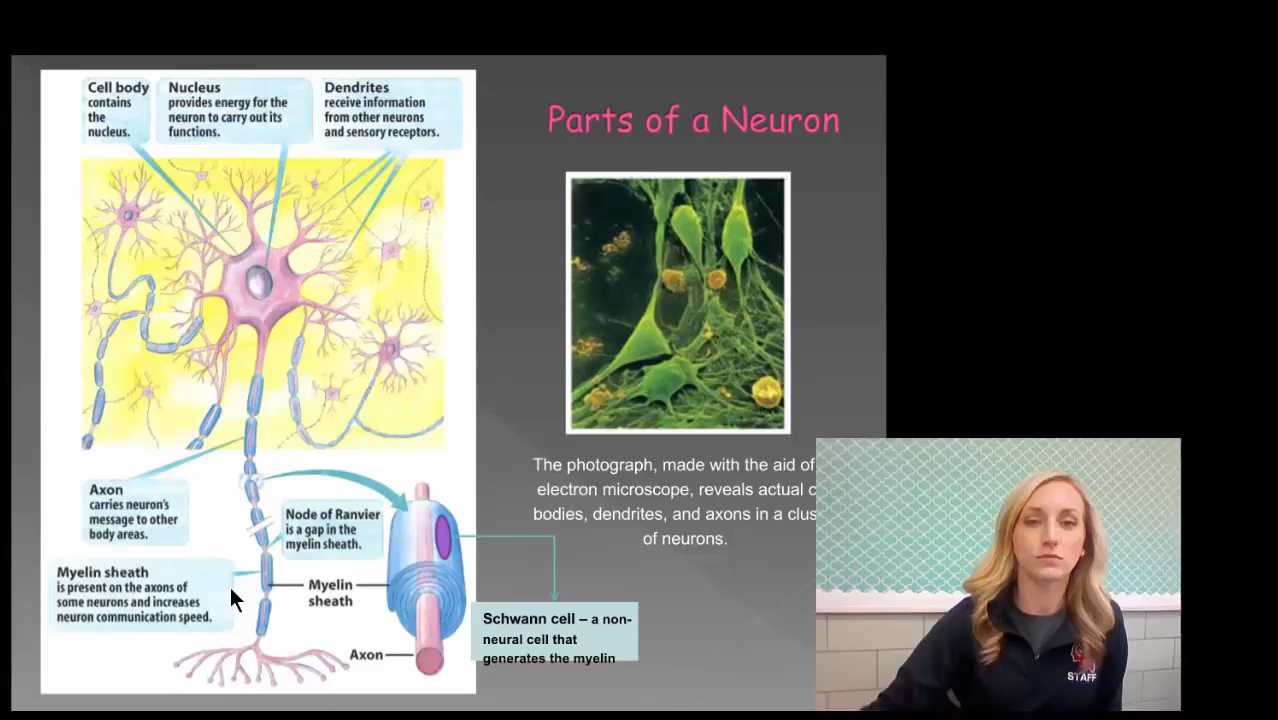 Cell body
contains
the
nucleus.
Nucleus
provides energy for the
neuron to carry out its
functions.
Dendrites
receive information
from other neurons
and sensory receptors.
Parts of a Neuron
Axon
carries neuron's
message to other
body areas.
Node of Ranvier
is a gap in the
myelin sheath.
Myelin sheath
is present on the axons of
some neurons and increases
neuron communication speed.
Myelin
sheath
Axon
Schwann cell – a non-
neural cell that
generates the myelin
The photograph, made with the aid of
electron microscope, reveals actual c
bodies, dendrites, and axons in a clus
of neurons.
STAFF